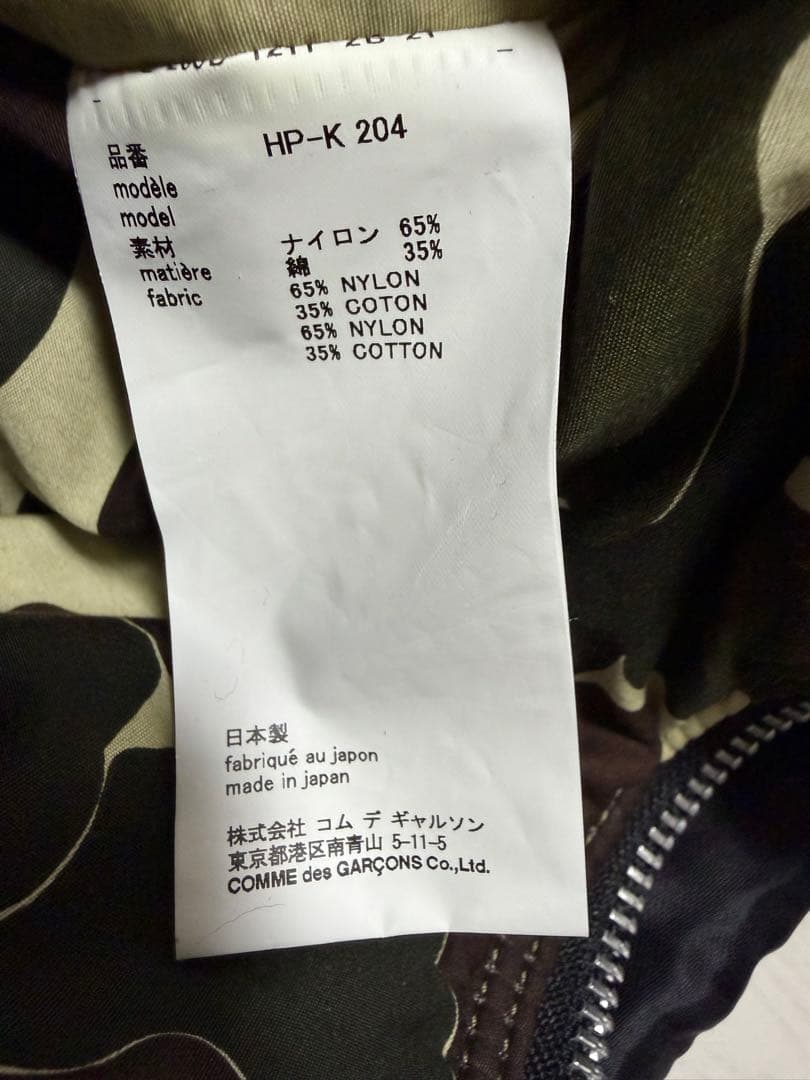 HP-K 204
品番
modèle
model
素材
matière
fabric
ナイロン 65%
綿 35%
65% NYLON
35% COTON
65% NYLON
35% COTTON
日本製
fabriqué au japon
made in japan
株式会社 コム デ ギャルソン
東京都港区南青山 5-11-5
COMME des GARÇONS Co.,Ltd.